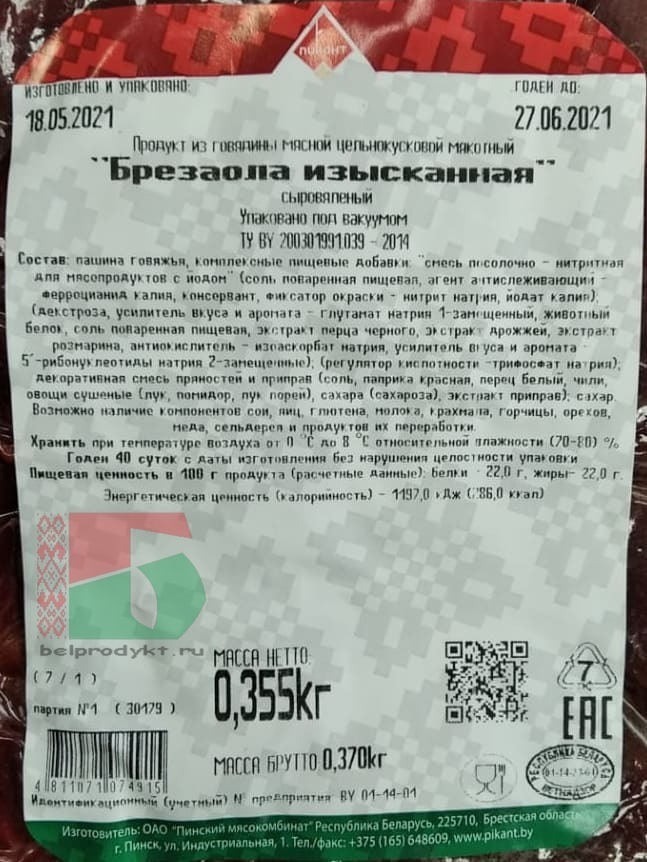 ПИКАНТ
ИЗГОТОВЛЕНО И УПАКОВАНО:
ГОДЕН ДО:
18.05.2021
27.06.2021
Продукт из говядины мясной цельнокусковой мякотный
"Брезаола изысканная"
сыровяленый
Упаковано под вакуумом
ТУ BY 200301991.039 - 2014
Состав: пашина говяжья, комплексные пищевые добавки: "смесь посолочно - нитритная
для мясопродуктов с йодом" (соль поваренная пищевая, агент антислеживающий -
ферроцианид калия, консервант, фиксатор окраски - нитрит натрия, йодат калия);
(декстроза, усилитель вкуса и аромата - глутамат натрия 1-замещенный, животный
белок, соль поваренная пищевая, экстракт перца черного, экстракт дрожжей, экстракт
розмарина, антиокислитель - изоаскорбат натрия, усилитель вкуса и аромата -
5'-рибонуклеотиды натрия 2-замещенные); (регулятор кислотности -трифосфат натрия);
декоративная смесь пряностей и приправ (соль, паприка красная, перец белый, чили,
овощи сушеные (лук, помидор, лук порей), сахара (сахароза), экстракт приправ); сахар.
Возможно наличие компонентов сои, яиц, глютена, молока, крахмала, горчицы, орехов,
меда, сельдерея и продуктов их переработки.
Хранить при температуре воздуха от 0 °С до 8 °С относительной влажности (70-80) %
Годен 40 суток с даты изготовления без нарушения целостности упаковки
Пищевая ценность в 100 г продукта (расчетные данные): белки - 22,0 г, жиры- 22,0 г.
Энергетическая ценность (калорийность) - 1197,0 кДж (286,0 ккал)
belprodykt.ru
МАССА НЕТТО:
0,355кг
( 7 / 1 )
партия №1 ( 30179 )
МАССА БРУТТО 0,370кг
7
EAC
РЕСПУБЛИКА БЕЛАРУСЬ
ВЕТНАДЗОР
4 811071 074915
Идентификационный (учетный) № предприятия: BY 01-14-01
Изготовитель: ОАО "Пинский мясокомбинат" Республика Беларусь, 225710, Брестская область,
г. Пинск, ул. Индустриальная, 1. Тел./факс: +375 (165) 648609, www.pikant.by